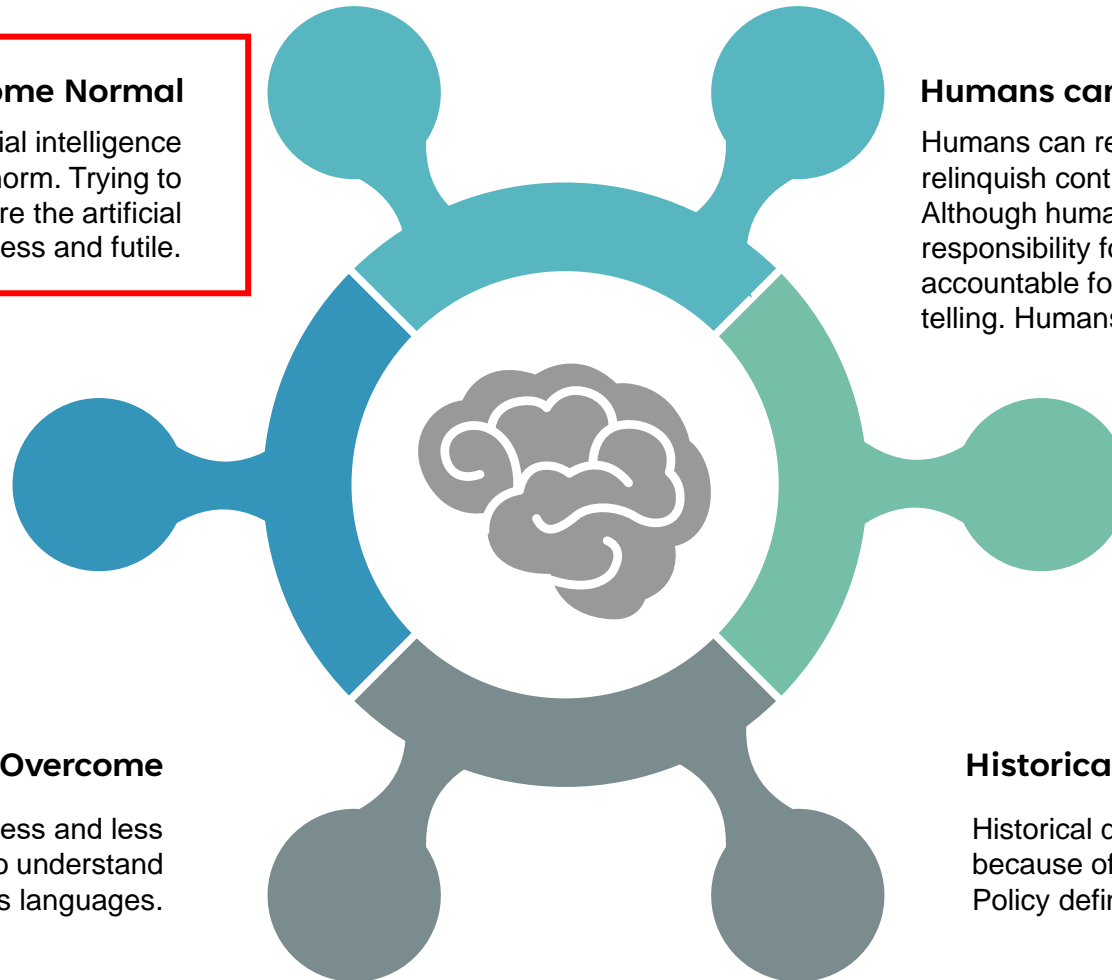 ome Normal
ial intelligence
norm. Trying to
re the artificial
ess and futile.
Humans can
Humans can re
relinquish cont
Although huma
responsibility fo
accountable fo
telling. Humans
Overcome
ess and less
o understand
s languages.
Historica
Historical
because of
Policy defin